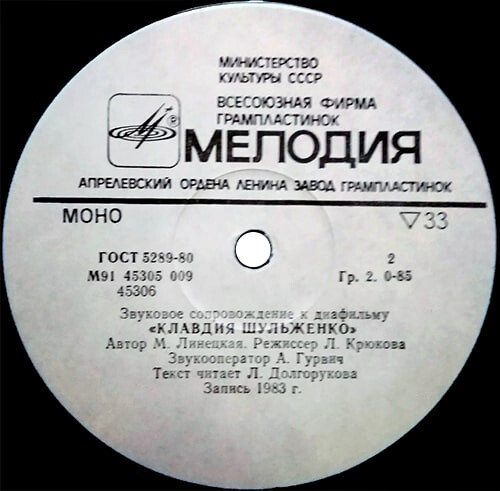 МИНИСТЕРСТВО
КУЛЬТУРЫ СССР
ВСЕСОЮЗНАЯ ФИРМА
ГРАМПЛАСТИНОК
®
МЕЛОДИЯ
АПРЕЛЕВСКИЙ ОРДЕНА ЛЕНИНА ЗАВОД ГРАМПЛАСТИНОК
МОНО ▽33
ГОСТ 5289-80 2
М91 45305 009 Гр. 2. 0-85
45306
Звуковое сопровождение к диафильму
«КЛАВДИЯ ШУЛЬЖЕНКО»
Автор М. Линецкая. Режиссер Л. Крюкова
Звукооператор А. Гурвич
Текст читает Л. Долгорукова
Запись 1983 г.